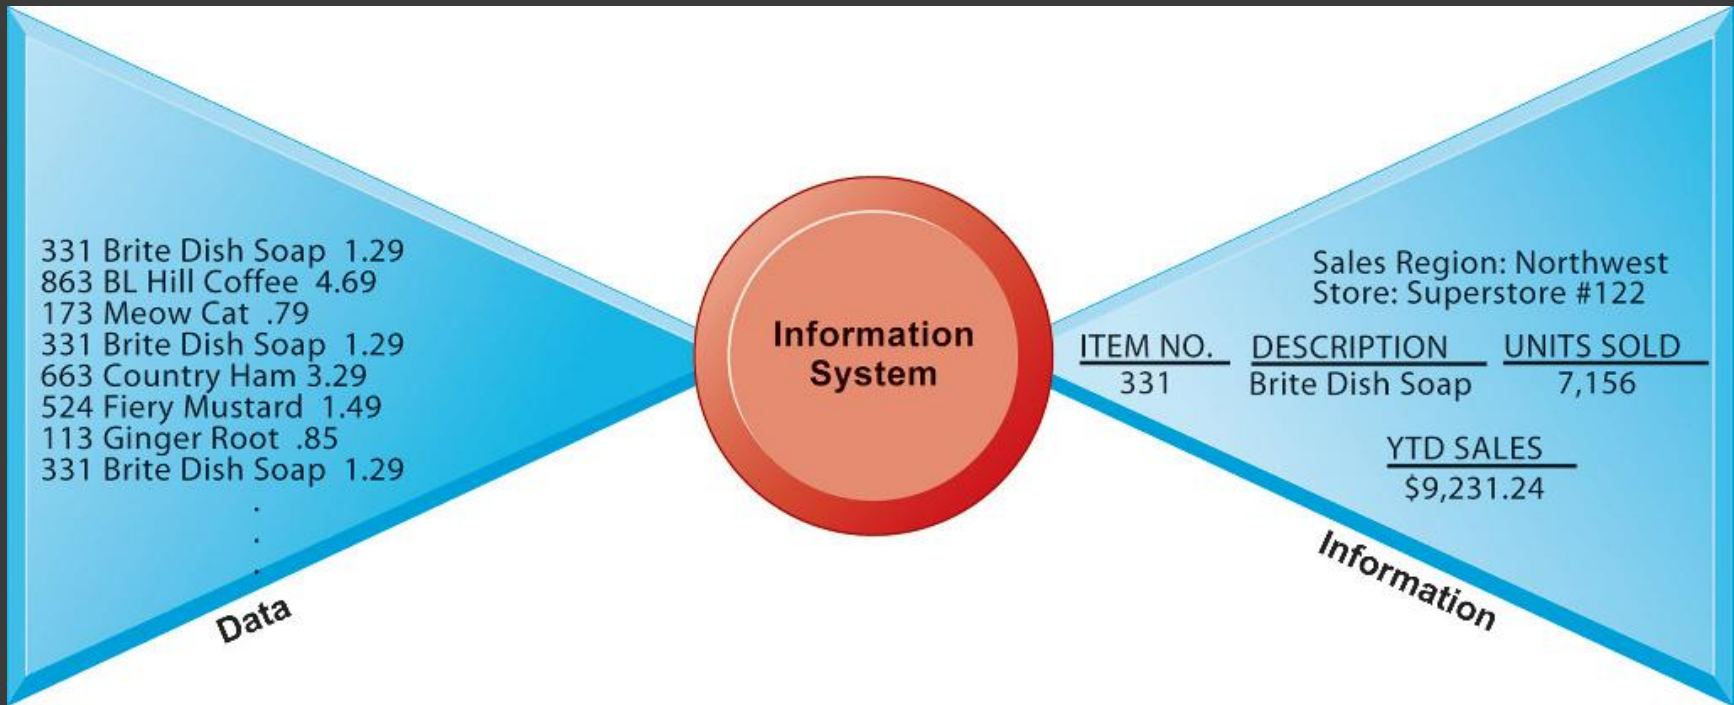 331 Brite Dish Soap 1.29
863 BL Hill Coffee 4.69
173 Meow Cat .79
331 Brite Dish Soap 1.29
663 Country Ham 3.29
524 Fiery Mustard 1.49
113 Ginger Root .85
331 Brite Dish Soap 1.29
.
.
.
Data
Information
System
Sales Region: Northwest
Store: Superstore #122
ITEM NO. DESCRIPTION UNITS SOLD
331 Brite Dish Soap 7,156
YTD SALES
$9,231.24
Information